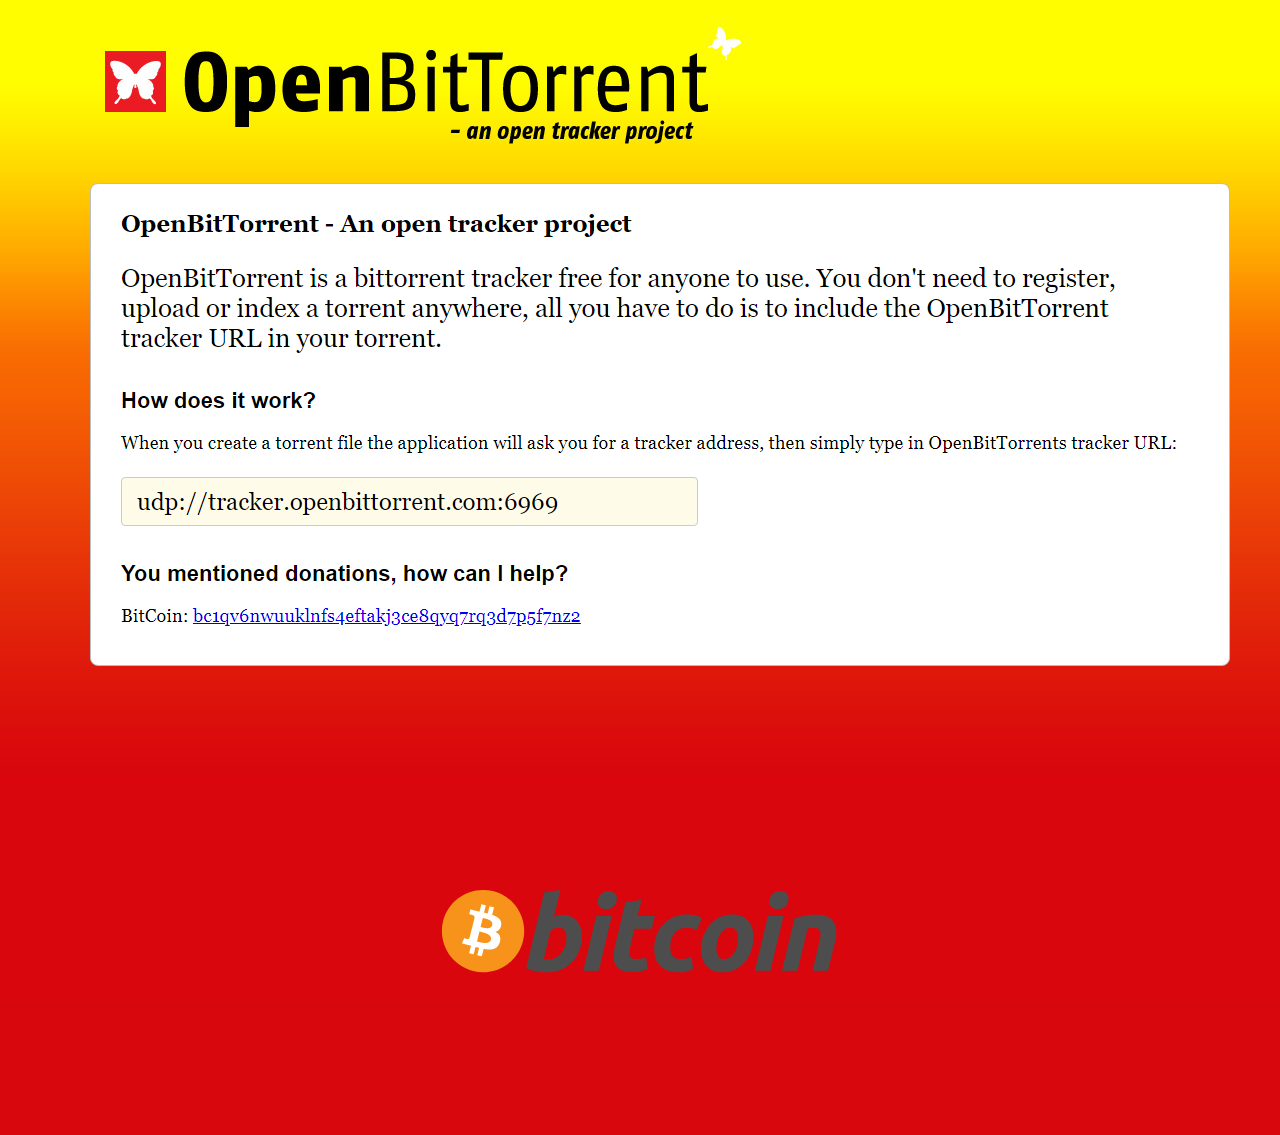 OpenBitTorrent
– an open tracker project
OpenBitTorrent - An open tracker project
OpenBitTorrent is a bittorrent tracker free for anyone to use. You don't need to register,
upload or index a torrent anywhere, all you have to do is to include the OpenBitTorrent
tracker URL in your torrent.
How does it work?
When you create a torrent file the application will ask you for a tracker address, then simply type in OpenBitTorrents tracker URL:
udp://tracker.openbittorrent.com:6969
You mentioned donations, how can I help?
BitCoin: bc1qv6nwuuklnfs4eftakj3ce8qyq7rq3d7p5f7nz2
bitcoin